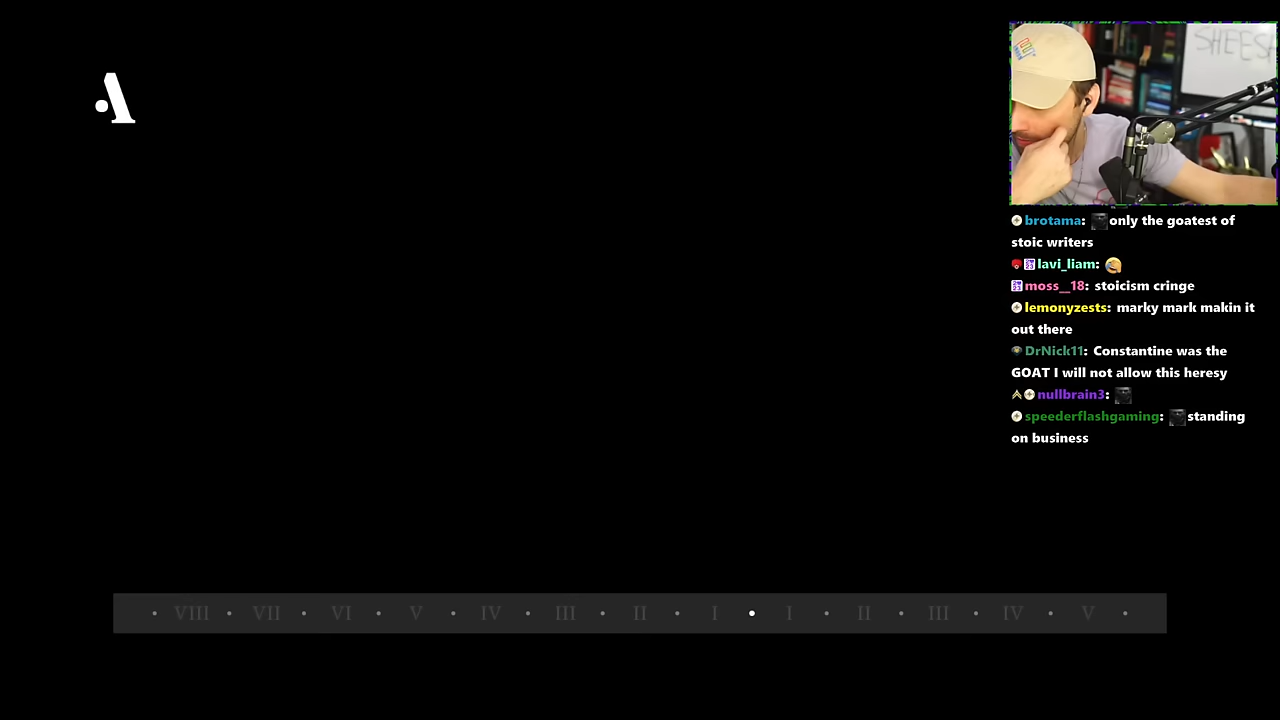 A
SHEESH
brotama: only the goatest of
stoic writers
lavi_liam:
moss__18: stoicism cringe
lemonyzests: marky mark makin it
out there
DrNick11: Constantine was the
GOAT I will not allow this heresy
nullbrain3:
speederflashgaming: standing
on business
VIII VII VI V IV III II I I II III IV V